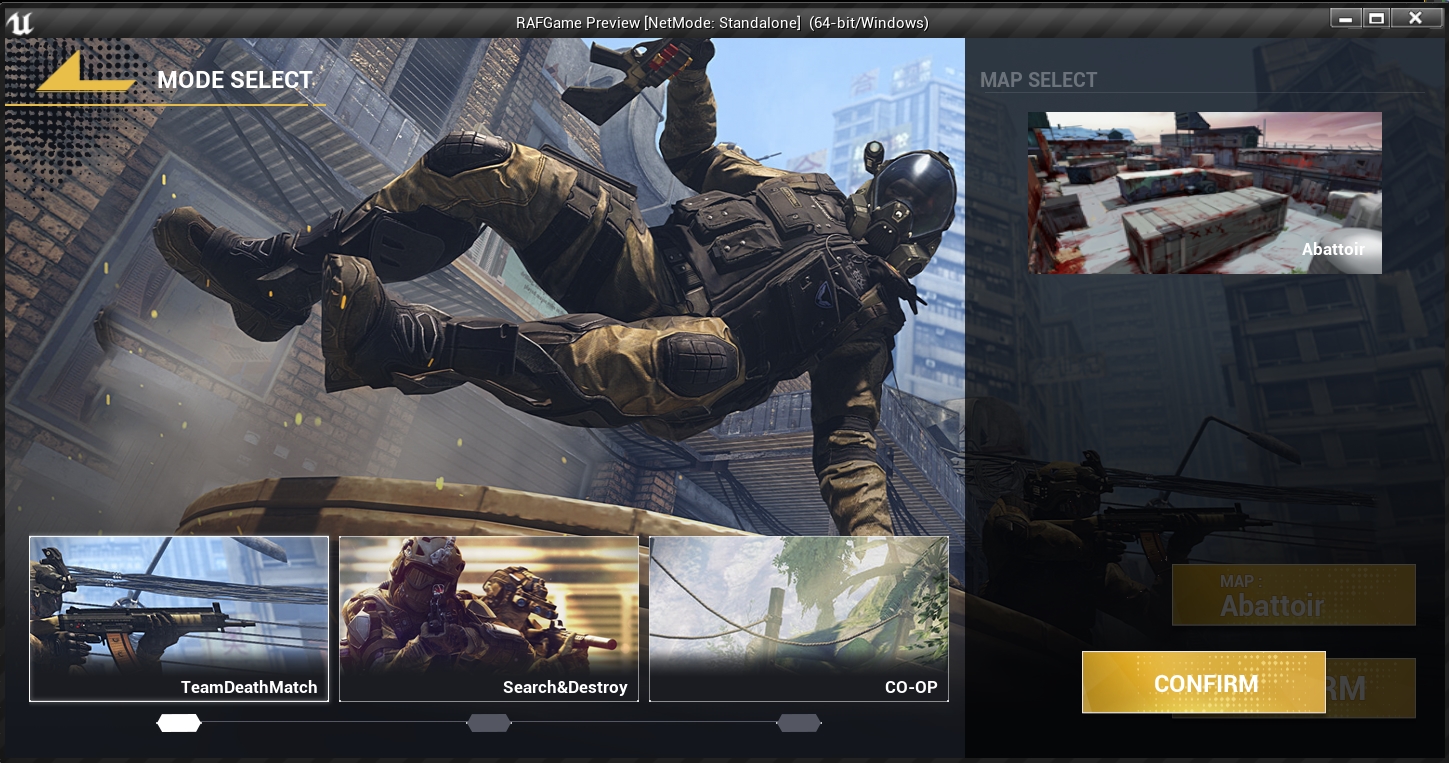 RAFGame Preview [NetMode: Standalone] (64-bit/Windows)
MODE SELECT
MAP SELECT
Abattoir
MAP :
Abattoir
CONFIRM
RM
TeamDeathMatch
Search&Destroy
CO-OP